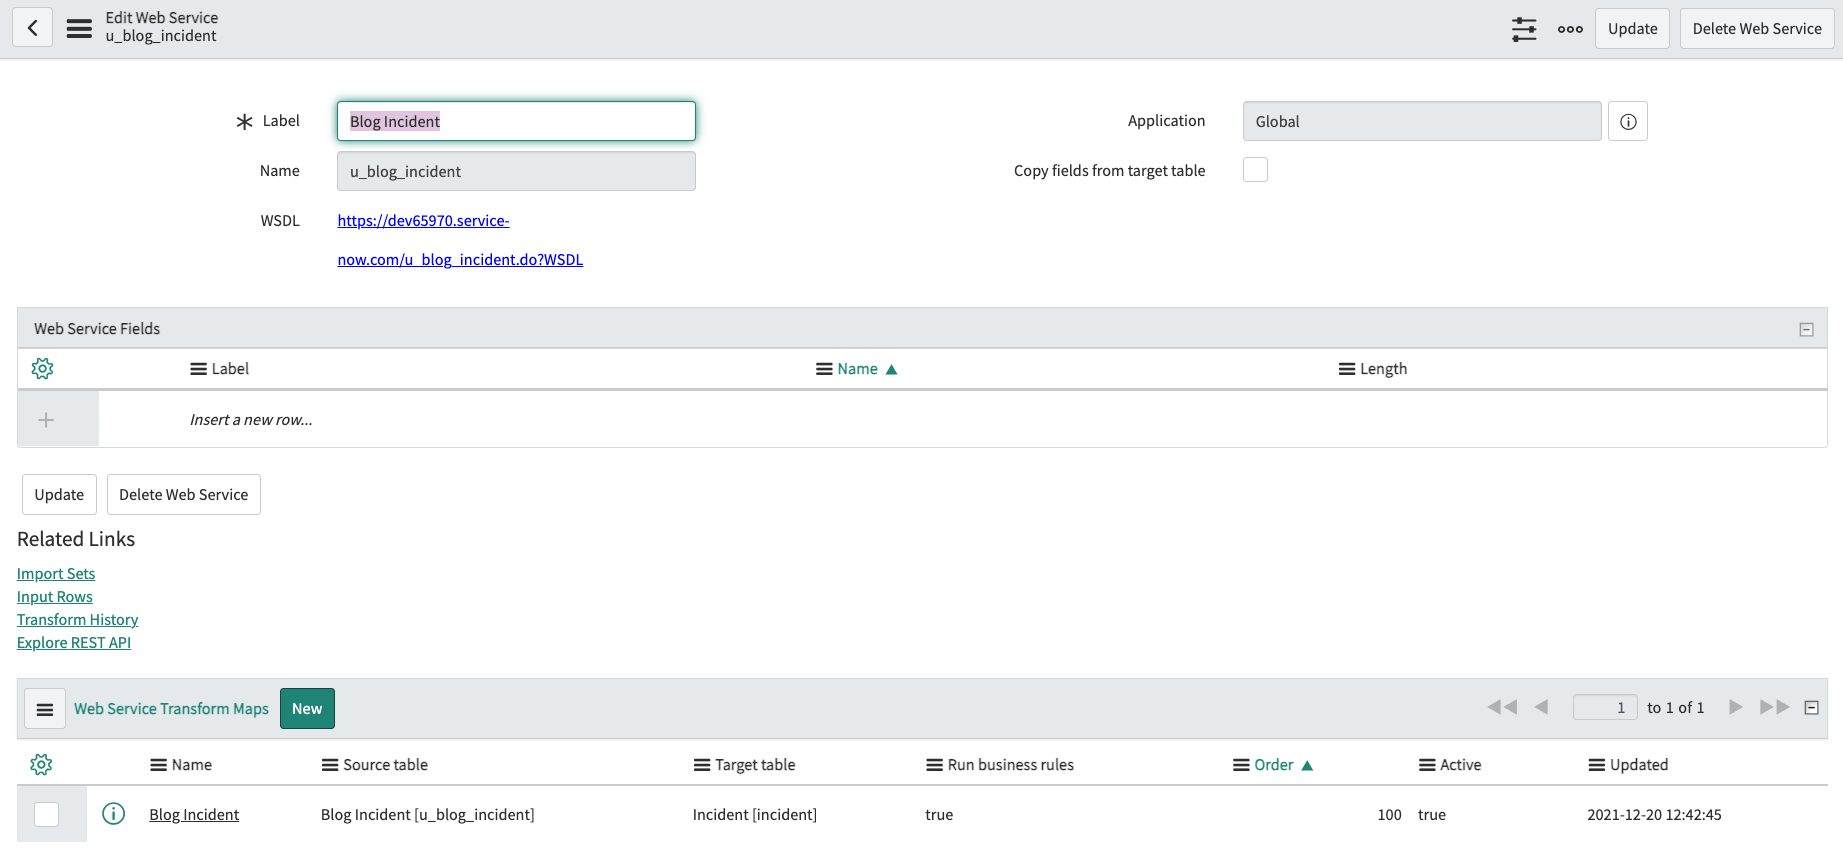 Edit Web Service
u_blog_incident
Update
Delete Web Service
Label
Blog Incident
Application
Global
Name
u_blog_incident
Copy fields from target table
WSDL
https://dev65970.service-
now.com/u_blog_incident.do?WSDL
Web Service Fields
Label
Name
Length
Insert a new row...
Update
Delete Web Service
Related Links
Import Sets
Input Rows
Transform History
Explore REST API
Web Service Transform Maps
New
1 to 1 of 1
Name
Source table
Target table
Run business rules
Order
Active
Updated
Blog Incident
Blog Incident [u_blog_incident]
Incident [incident]
true
100
true
2021-12-20 12:42:45